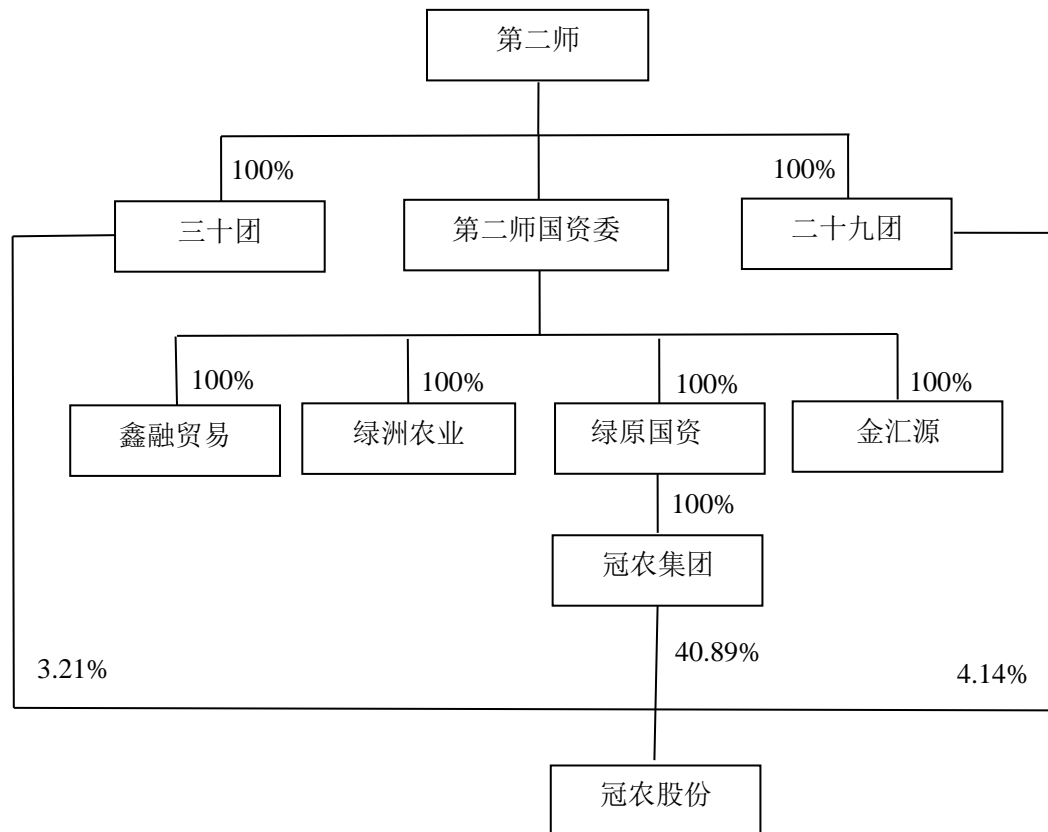 第二师
100%
100%
三十团
第二师国资委
二十九团
100%
100%
100%
100%
鑫融贸易
绿洲农业
绿原国资
金汇源
100%
冠农集团
3.21%
40.89%
4.14%
冠农股份